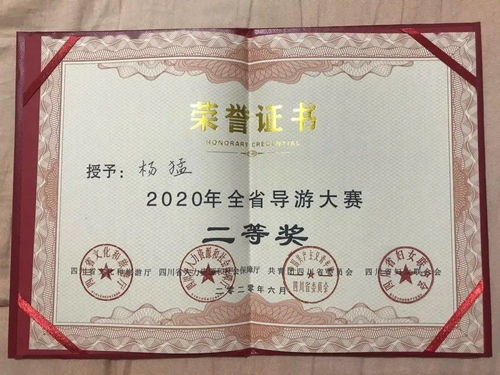 荣誉证书
HONORARY CREDENTIAL
授予：杨猛
2020年全省导游大赛
二等奖
四川省文化和旅游厅 四川省人力资源和社会保障厅 共青团四川省委员会 四川省妇女联合会
二〇二〇年六月